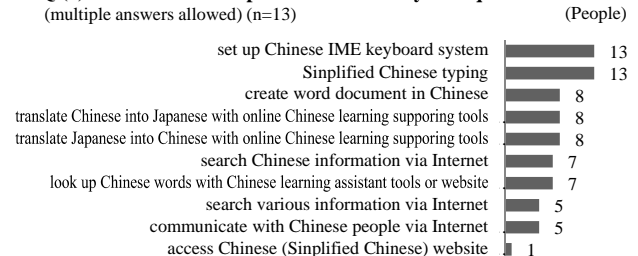 (multiple answers allowed) (n=13) (People)
set up Chinese IME keyboard system 13
Sinplified Chinese typing 13
create word document in Chinese 8
translate Chinese into Japanese with online Chinese learning supporing tools 8
translate Japanese into Chinese with online Chinese learning supporing tools 8
search Chinese information via Internet 7
look up Chinese words with Chinese learning assistant tools or website 7
search various information via Internet 5
communicate with Chinese people via Internet 5
access Chinese (Sinplified Chinese) website 1